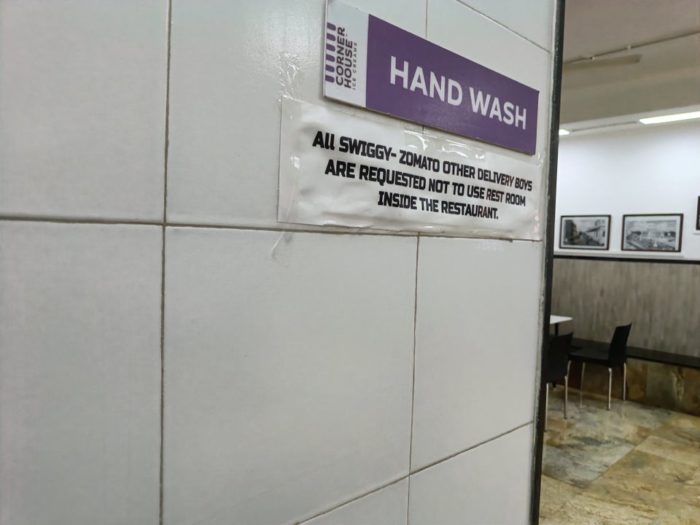 CORNER
HOUSE
ICE CREAMS
HAND WASH
All SWIGGY- ZOMATO OTHER DELIVERY BOYS
ARE REQUESTED NOT TO USE REST ROOM
INSIDE THE RESTAURANT.